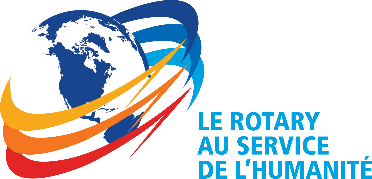 LE ROTARY
AU SERVICE
DE L'HUMANITÉ